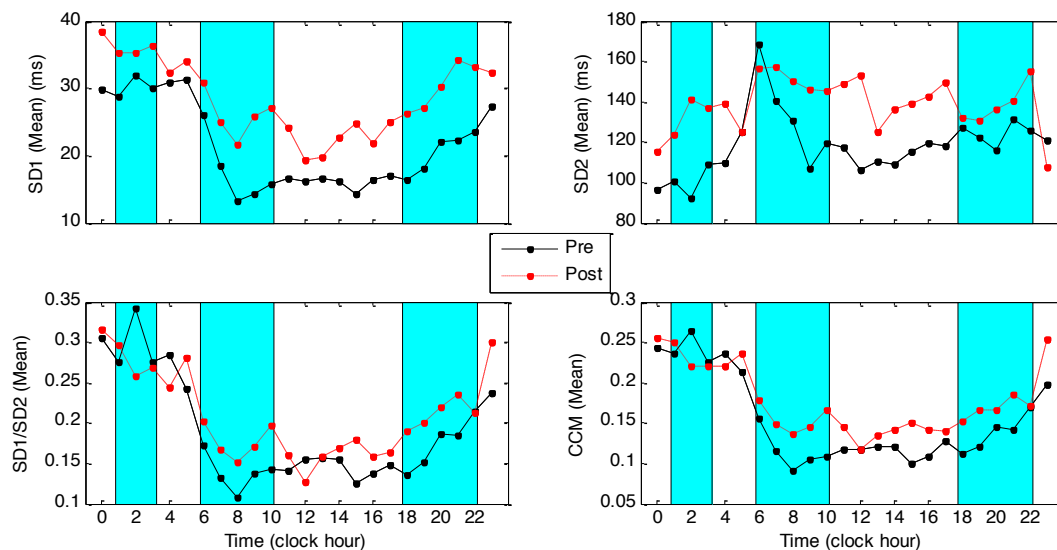 40
30
20
10
SD1 (Mean) (ms)
180
160
140
120
100
80
SD2 (Mean) (ms)
Pre
Post
0.35
0.3
0.25
0.2
0.15
0.1
SD1/SD2 (Mean)
0 2 4 6 8 10 12 14 16 18 20 22
Time (clock hour)
0.3
0.25
0.2
0.15
0.1
0.05
CCM (Mean)
0 2 4 6 8 10 12 14 16 18 20 22
Time (clock hour)